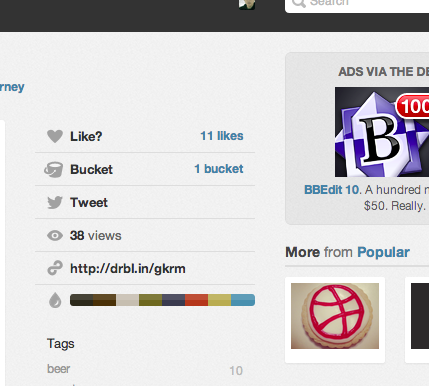 Search
rney
ADS VIA THE DE
100
B
Like? 11 likes
Bucket 1 bucket
BBEdit 10. A hundred n
$50. Really.
Tweet
38 views
More from Popular
http://drbl.in/gkrm
Tags
beer 10